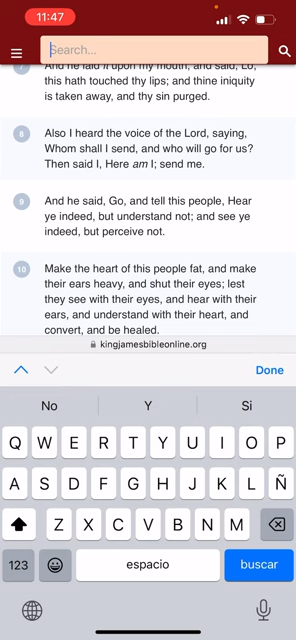 11:47
Search...
7 And he laid it upon my mouth, and said, Lo,
this hath touched thy lips; and thine iniquity
is taken away, and thy sin purged.
8 Also I heard the voice of the Lord, saying,
Whom shall I send, and who will go for us?
Then said I, Here am I; send me.
9 And he said, Go, and tell this people, Hear
ye indeed, but understand not; and see ye
indeed, but perceive not.
10 Make the heart of this people fat, and make
their ears heavy, and shut their eyes; lest
they see with their eyes, and hear with their
ears, and understand with their heart, and
convert, and be healed.
kingjamesbibleonline.org
Done
No Y Si
Q W E R T Y U I O P
A S D F G H J K L Ñ
Z X C V B N M
123 espacio buscar